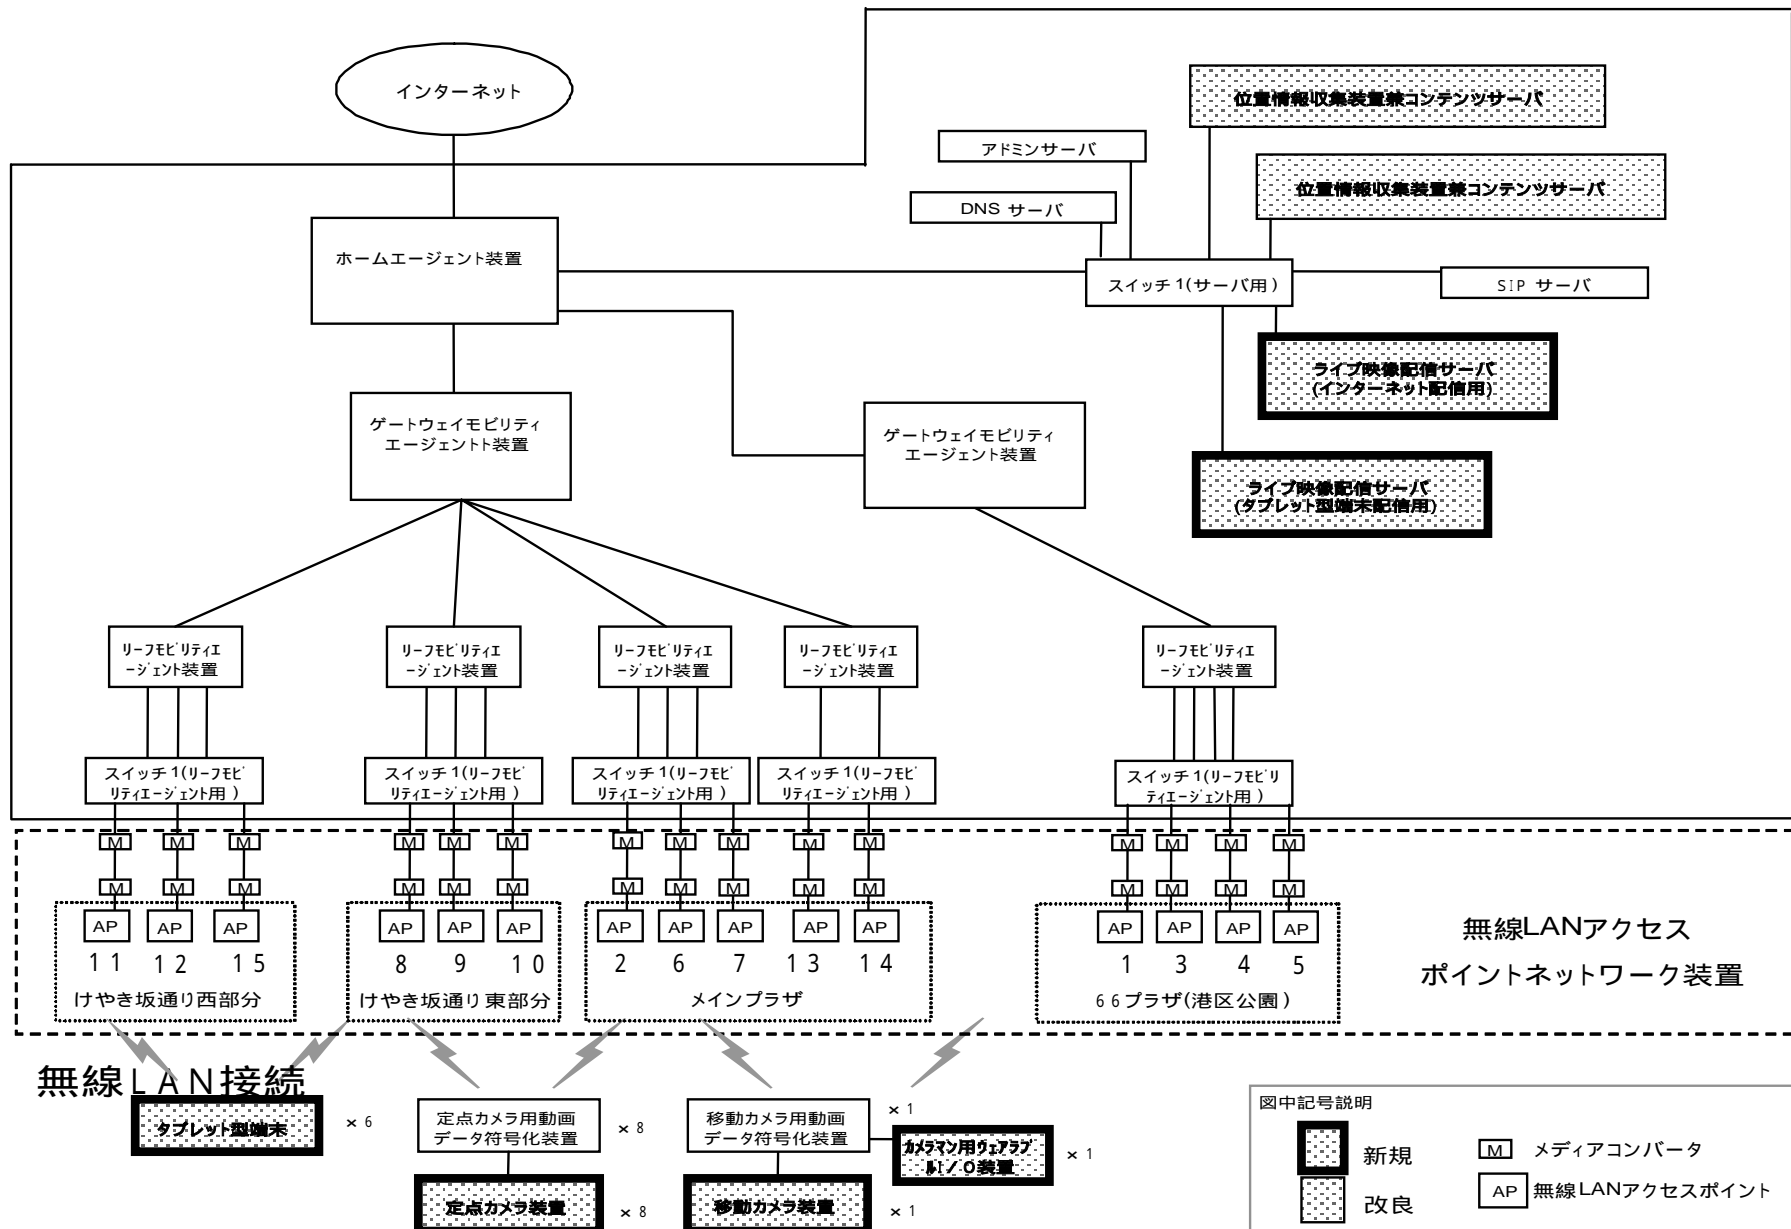 インターネット
位置情報収集装置兼コンテンツサーバ
アドミンサーバ
位置情報収集装置兼コンテンツサーバ
DNS サーバ
ホームエージェント装置
スイッチ1(サーバ用)
SIP サーバ
ライブ映像配信サーバ
(インターネット配信用)
ゲートウェイモビリティ
エージェントト装置
ゲートウェイモビリティ
エージェント装置
ライブ映像配信サーバ
(タブレット型端末配信用)
リーフモビリティエ
ージェント装置
リーフモビリティエ
ージェント装置
リーフモビリティエ
ージェント装置
リーフモビリティエ
ージェント装置
リーフモビリティエ
ージェント装置
スイッチ1(リーフモビ
リティエージェント用)
スイッチ1(リーフモビ
リティエージェント用)
スイッチ1(リーフモビ
リティエージェント用)
スイッチ1(リーフモビ
リティエージェント用)
スイッチ1(リーフモビリ
ティエージェント用)
M M M M M M M M M M M M M M M
M M M M M M M M M M M M M M M
AP AP AP AP AP AP AP AP AP AP AP AP AP AP AP
11 12 15 8 9 10 2 6 7 13 14 1 3 4 5
けやき坂通り西部分
けやき坂通り東部分
メインプラザ
66プラザ(港区公園)
無線LANアクセス
ポイントネットワーク装置
無線LAN接続
タブレット型端末
×6
定点カメラ用動画
データ符号化装置
×8
移動カメラ用動画
データ符号化装置
×1
カメラマン用ウェアラブ
ルI/O装置
×1
定点カメラ装置
×8
移動カメラ装置
×1
図中記号説明
新規
M メディアコンバータ
改良
AP 無線LANアクセスポイント